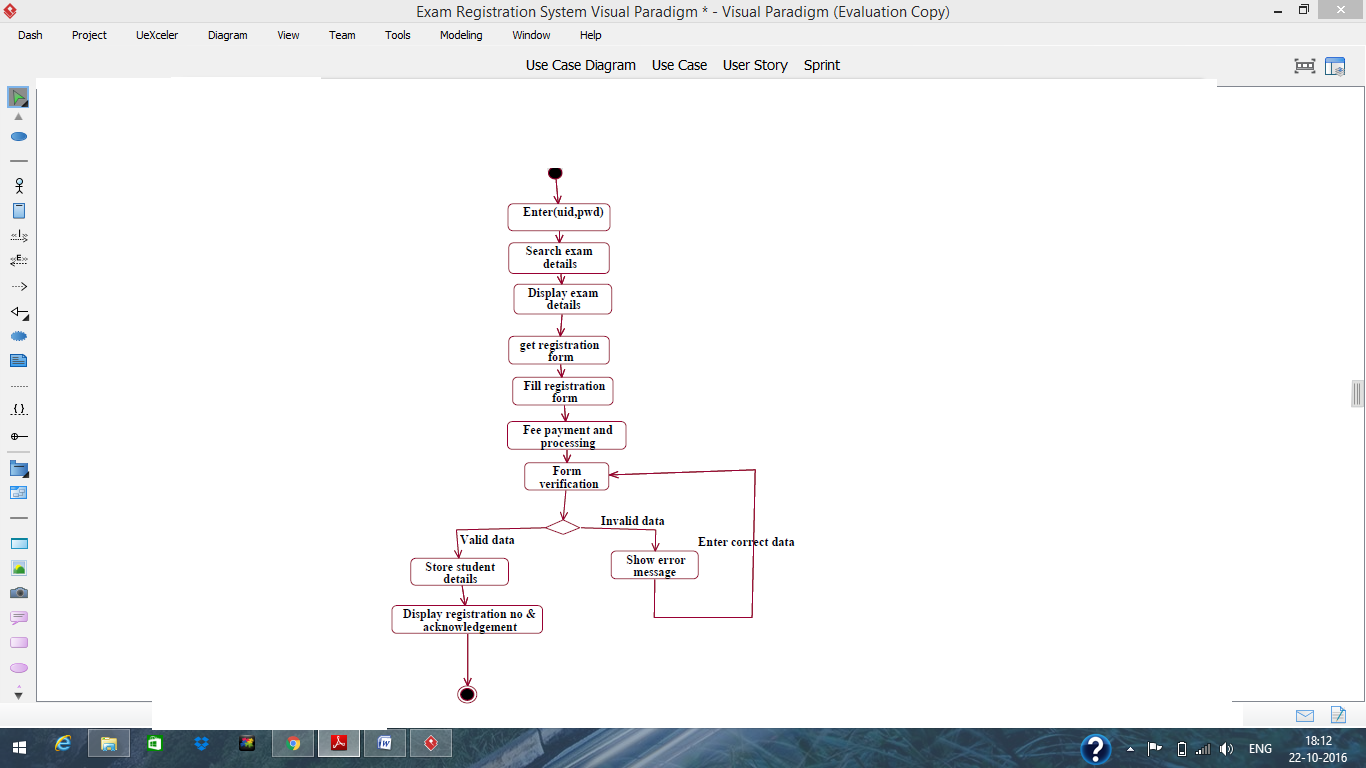 Exam Registration System Visual Paradigm * - Visual Paradigm (Evaluation Copy)
Dash Project UeXceler Diagram View Team Tools Modeling Window Help
Use Case Diagram Use Case User Story Sprint
Enter(uid,pwd)
Search exam
details
Display exam
details
get registration
form
Fill registration
form
Fee payment and
processing
Form
verification
Invalid data
Valid data
Enter correct data
Show error
message
Store student
details
Display registration no &
acknowledgement
ENG
18:12
22-10-2016